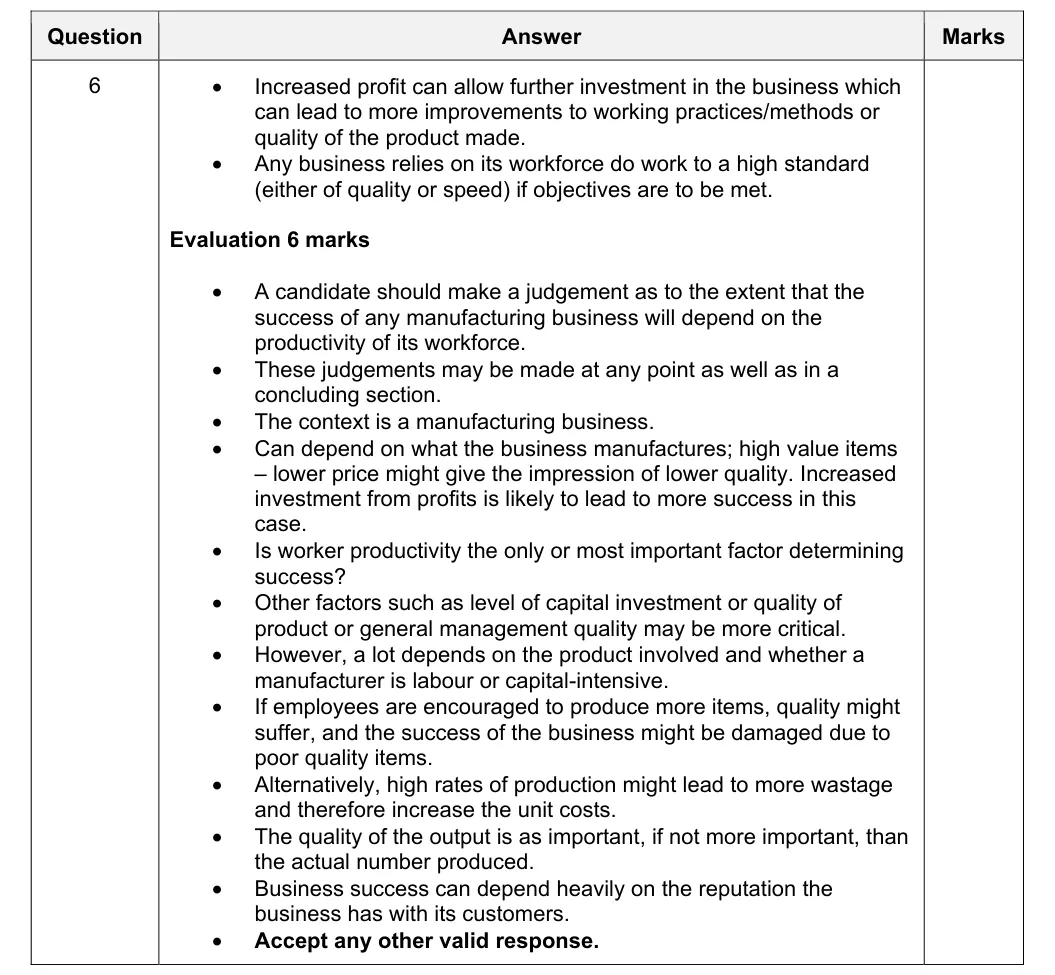 Question Answer Marks
6
• Increased profit can allow further investment in the business which
can lead to more improvements to working practices/methods or
quality of the product made.
• Any business relies on its workforce do work to a high standard
(either of quality or speed) if objectives are to be met.
Evaluation 6 marks
• A candidate should make a judgement as to the extent that the
success of any manufacturing business will depend on the
productivity of its workforce.
• These judgements may be made at any point as well as in a
concluding section.
• The context is a manufacturing business.
• Can depend on what the business manufactures; high value items
– lower price might give the impression of lower quality. Increased
investment from profits is likely to lead to more success in this
case.
• Is worker productivity the only or most important factor determining
success?
• Other factors such as level of capital investment or quality of
product or general management quality may be more critical.
• However, a lot depends on the product involved and whether a
manufacturer is labour or capital-intensive.
• If employees are encouraged to produce more items, quality might
suffer, and the success of the business might be damaged due to
poor quality items.
• Alternatively, high rates of production might lead to more wastage
and therefore increase the unit costs.
• The quality of the output is as important, if not more important, than
the actual number produced.
• Business success can depend heavily on the reputation the
business has with its customers.
• Accept any other valid response.